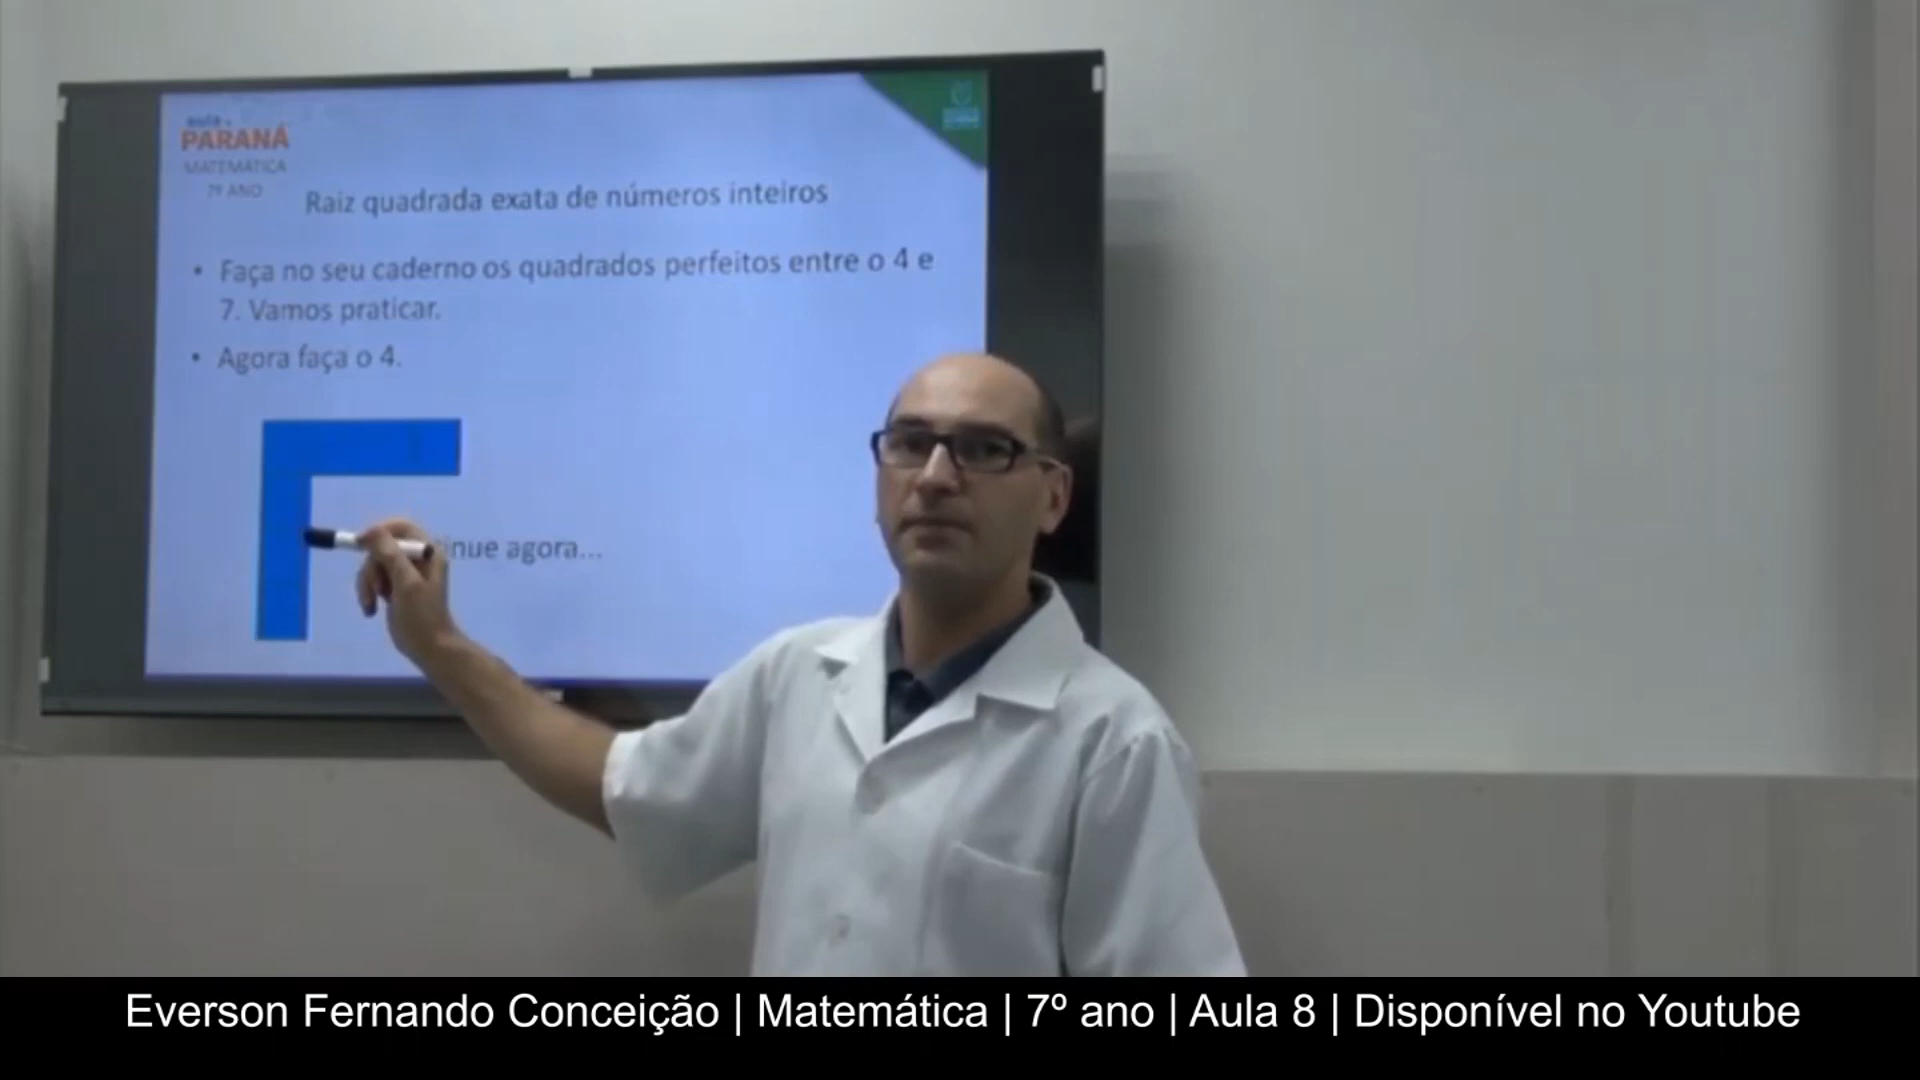 aula
PARANÁ
MATEMÁTICA
7º ANO
Raiz quadrada exata de números inteiros
• Faça no seu caderno os quadrados perfeitos entre o 4 e
7. Vamos praticar.
• Agora faça o 4.
agora...
Everson Fernando Conceição | Matemática | 7º ano | Aula 8 | Disponível no Youtube